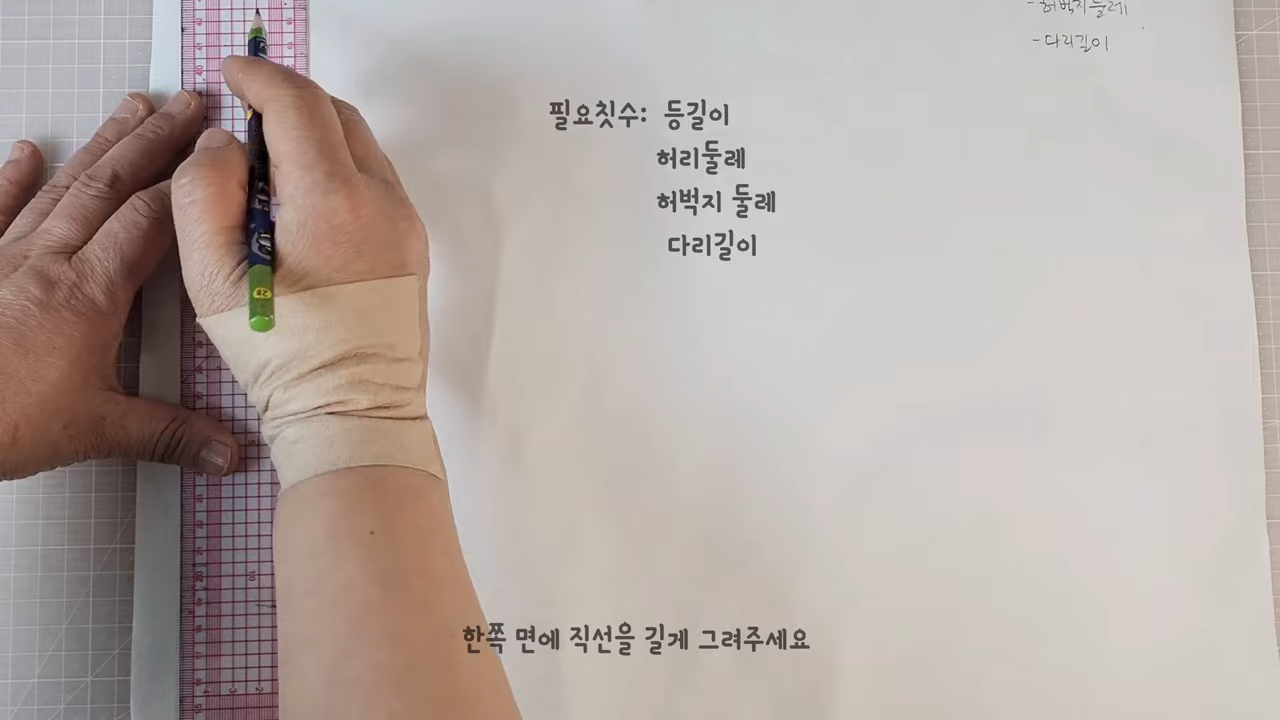 - 허벅지둘레
- 다리길이
필요칫수: 등길이
허리둘레
허벅지 둘레
다리길이
한쪽 면에 직선을 길게 그려주세요